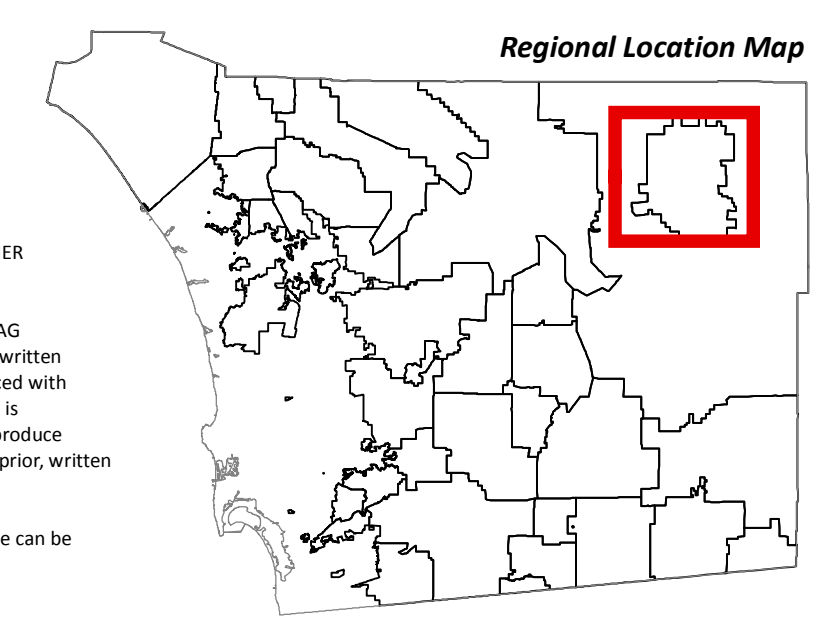 Regional Location Map
ER
AG
written
ced with
is
produce
prior, written
e can be